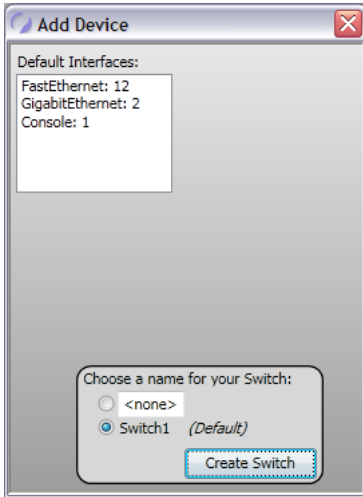 Add Device
Default Interfaces:
FastEthernet: 12
GigabitEthernet: 2
Console: 1
Choose a name for your Switch:
<none>
Switch1 (Default)
Create Switch